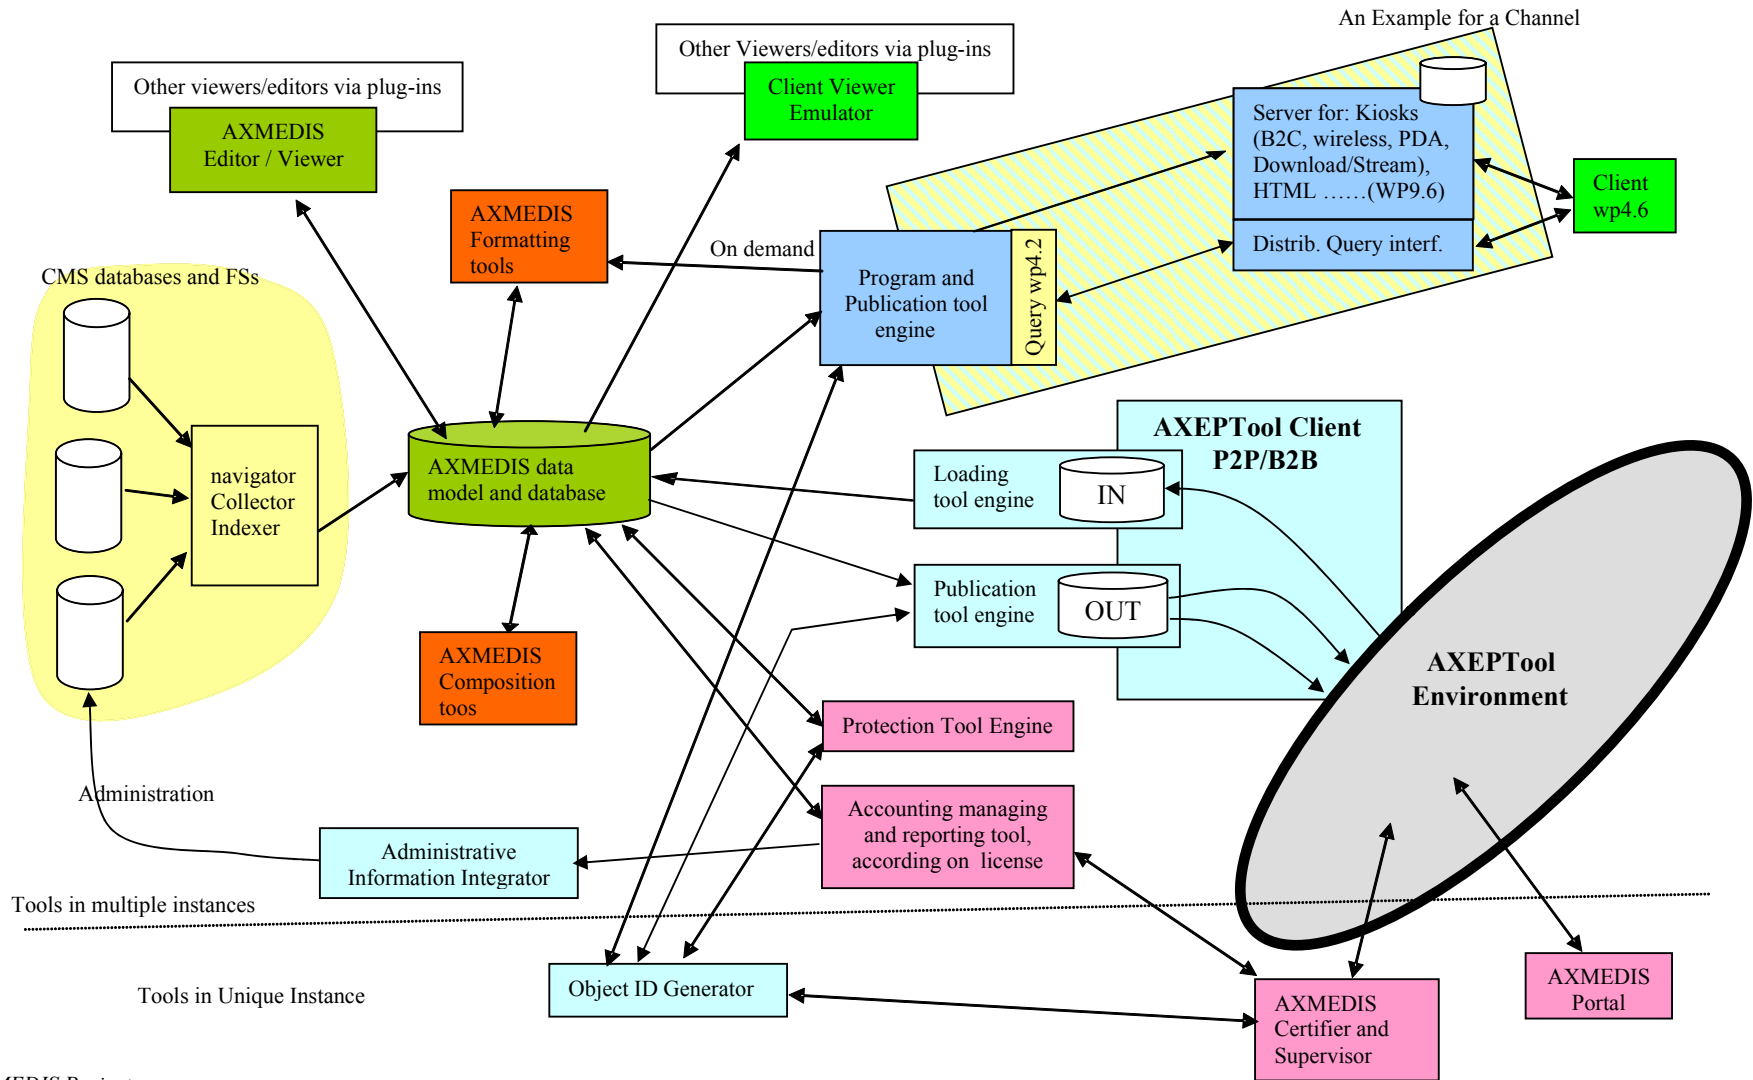 An Example for a Channel
Other Viewers/editors via plug-ins
Client Viewer
Emulator
Other viewers/editors via plug-ins
AXMEDIS
Editor / Viewer
Server for: Kiosks
(B2C, wireless, PDA,
Download/Stream),
HTML ……(WP9.6)
Distrib. Query interf.
Client
wp4.6
AXMEDIS
Formatting
tools
On demand
Program and
Publication tool
engine
Query wp4.2
CMS databases and FSs
navigator
Collector
Indexer
AXMEDIS data
model and database
AXEPTool Client
P2P/B2B
Loading
tool engine
IN
Publication
tool engine
OUT
AXEPTool
Environment
AXMEDIS
Composition
toos
Protection Tool Engine
Accounting managing
and reporting tool,
according on license
Administration
Administrative
Information Integrator
Tools in multiple instances
Tools in Unique Instance
Object ID Generator
AXMEDIS
Certifier and
Supervisor
AXMEDIS
Portal